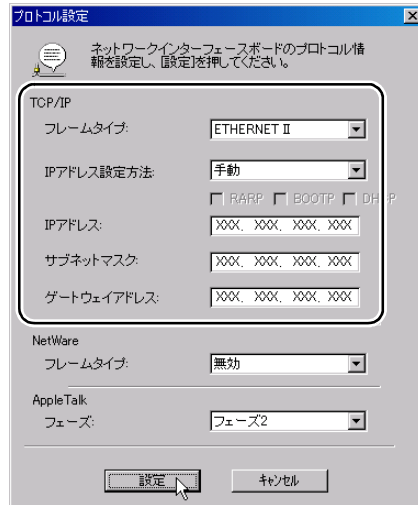 プロトコル設定
ネットワークインターフェースボードのプロトコル情
報を設定し、[設定]を押してください。
TCP/IP
フレームタイプ: ETHERNET II
IPアドレス設定方法: 手動
RARP BOOTP DHCP
IPアドレス: XXX. XXX. XXX. XXX
サブネットマスク: XXX. XXX. XXX. XXX
ゲートウェイアドレス: XXX. XXX. XXX. XXX
NetWare
フレームタイプ: 無効
AppleTalk
フェーズ: フェーズ2
設定 キャンセル